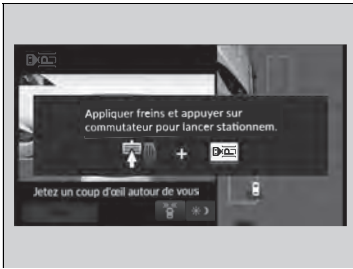 Appliquer freins et appuyer sur
commutateur pour lancer stationnem.
+
Jetez un coup d'œil autour de vous